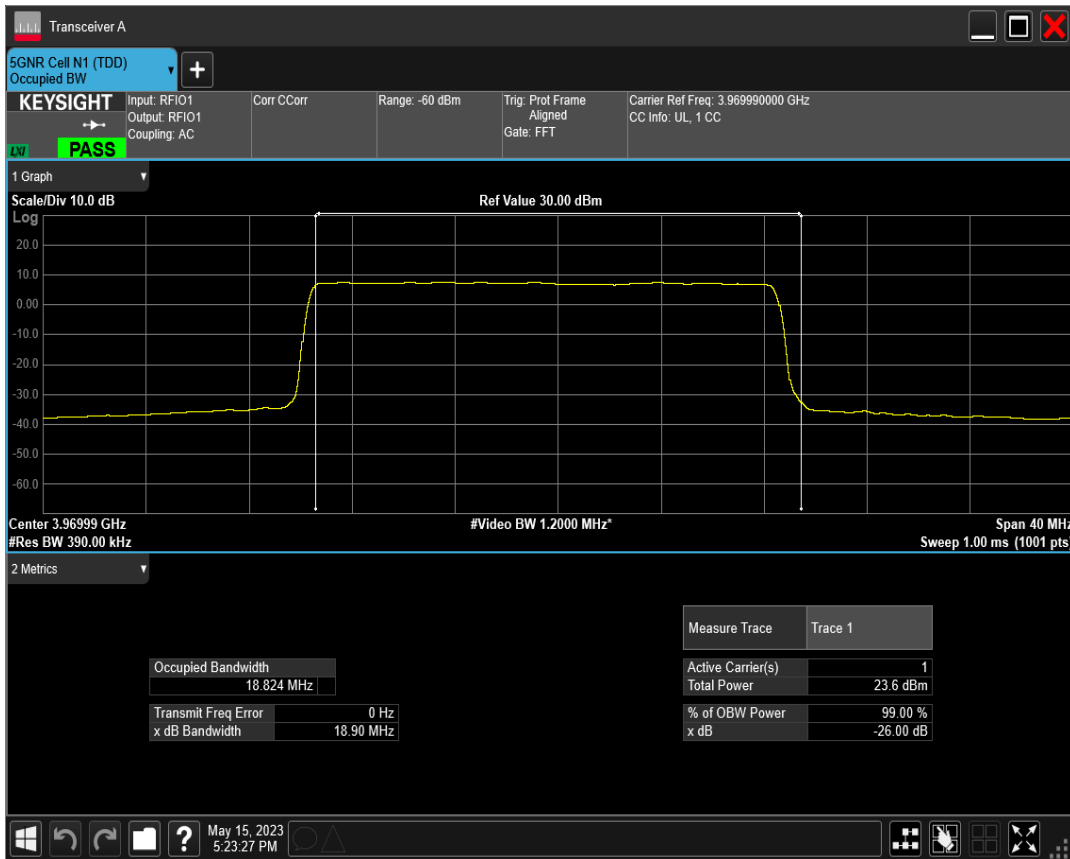 Transceiver A
5GNR Cell N1 (TDD)
Occupied BW
+
KEYSIGHT
LXI
PASS
Input: RFIO1
Output: RFIO1
Coupling: AC
Corr CCorr
Range: -60 dBm
Trig: Prot Frame
Aligned
Gate: FFT
Carrier Ref Freq: 3.969990000 GHz
CC Info: UL, 1 CC
1 Graph
Scale/Div 10.0 dB
Ref Value 30.00 dBm
Log
20.0
10.0
0.00
-10.0
-20.0
-30.0
-40.0
-50.0
-60.0
Center 3.96999 GHz
#Video BW 1.2000 MHz*
Span 40 MHz
#Res BW 390.00 kHz
Sweep 1.00 ms (1001 pts)
2 Metrics
Measure Trace Trace 1
Occupied Bandwidth
18.824 MHz
Active Carrier(s) 1
Total Power 23.6 dBm
Transmit Freq Error 0 Hz
x dB Bandwidth 18.90 MHz
% of OBW Power 99.00 %
x dB -26.00 dB
?
May 15, 2023
5:23:27 PM